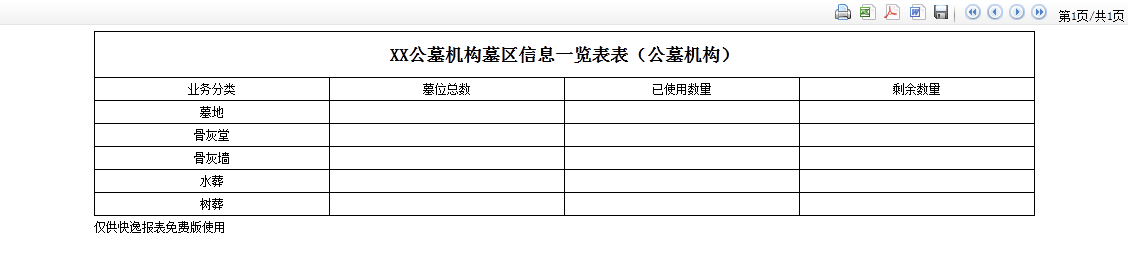 第1页/共1页
XX公墓机构墓区信息一览表表（公墓机构）
业务分类 墓位总数 已使用数量 剩余数量
墓地
骨灰堂
骨灰墙
水葬
树葬
仅供快逸报表免费版使用